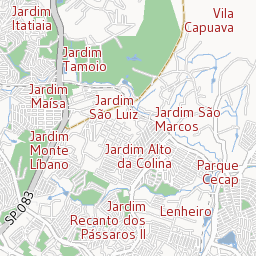 Jardim
Itatiaia
Vila
Capuava
Jardim
Tamoio
Jardim
Maisa
Jardim
São Luiz
Jardim São
Marcos
Jardim
Monte
Líbano
Jardim Alto
da Colina
Parque
Cecap
SP 083
Jardim
Recanto dos
Pássaros II
Lenheiro